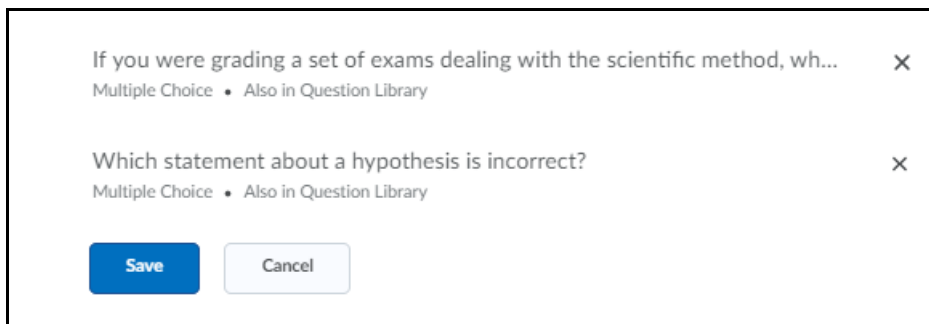 If you were grading a set of exams dealing with the scientific method, wh...
Multiple Choice • Also in Question Library
Which statement about a hypothesis is incorrect?
Multiple Choice • Also in Question Library
Save Cancel